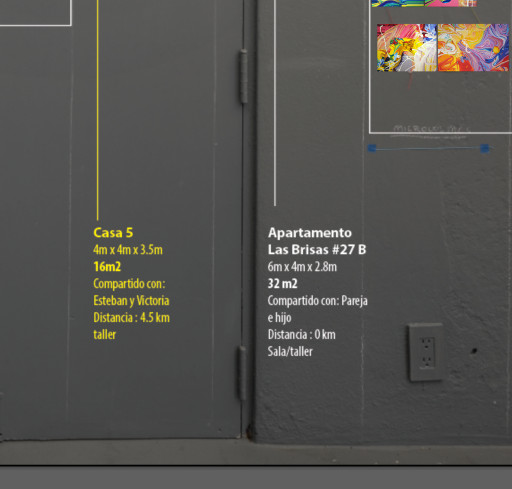 Casa 5
4m x 4m x 3.5m
16m2
Compartido con:
Esteban y Victoria
Distancia : 4.5 km
taller
Apartamento
Las Brisas #27 B
6m x 4m x 2.8m
32 m2
Compartido con: Pareja
e hijo
Distancia : 0 km
Sala/taller